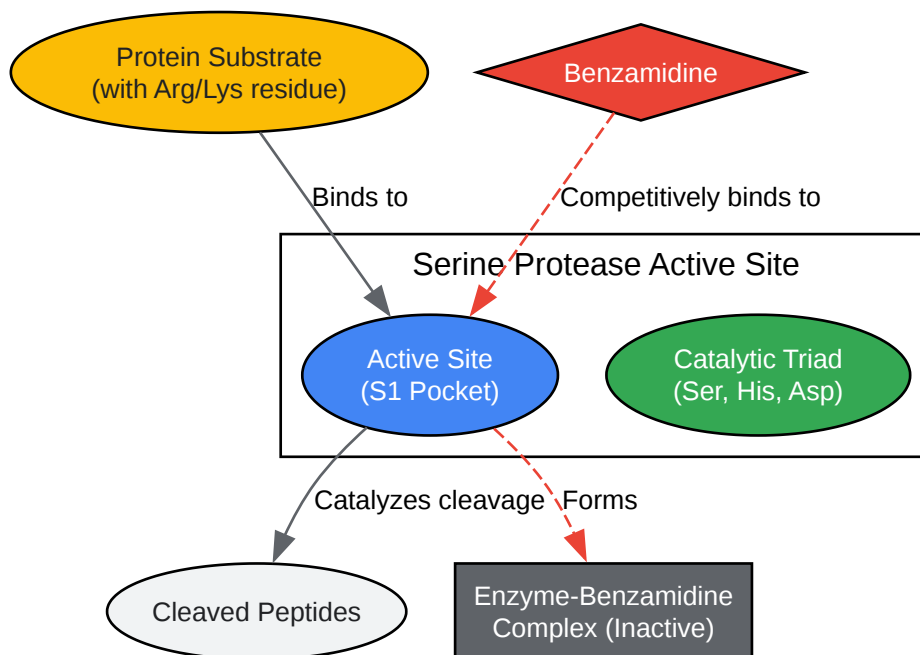 Protein Substrate
(with Arg/Lys residue)
Benzamidine
Binds to
Competitively binds to
Serine Protease Active Site
Active Site
(S1 Pocket)
Catalytic Triad
(Ser, His, Asp)
Catalyzes cleavage
Forms
Cleaved Peptides
Enzyme-Benzamidine
Complex (Inactive)